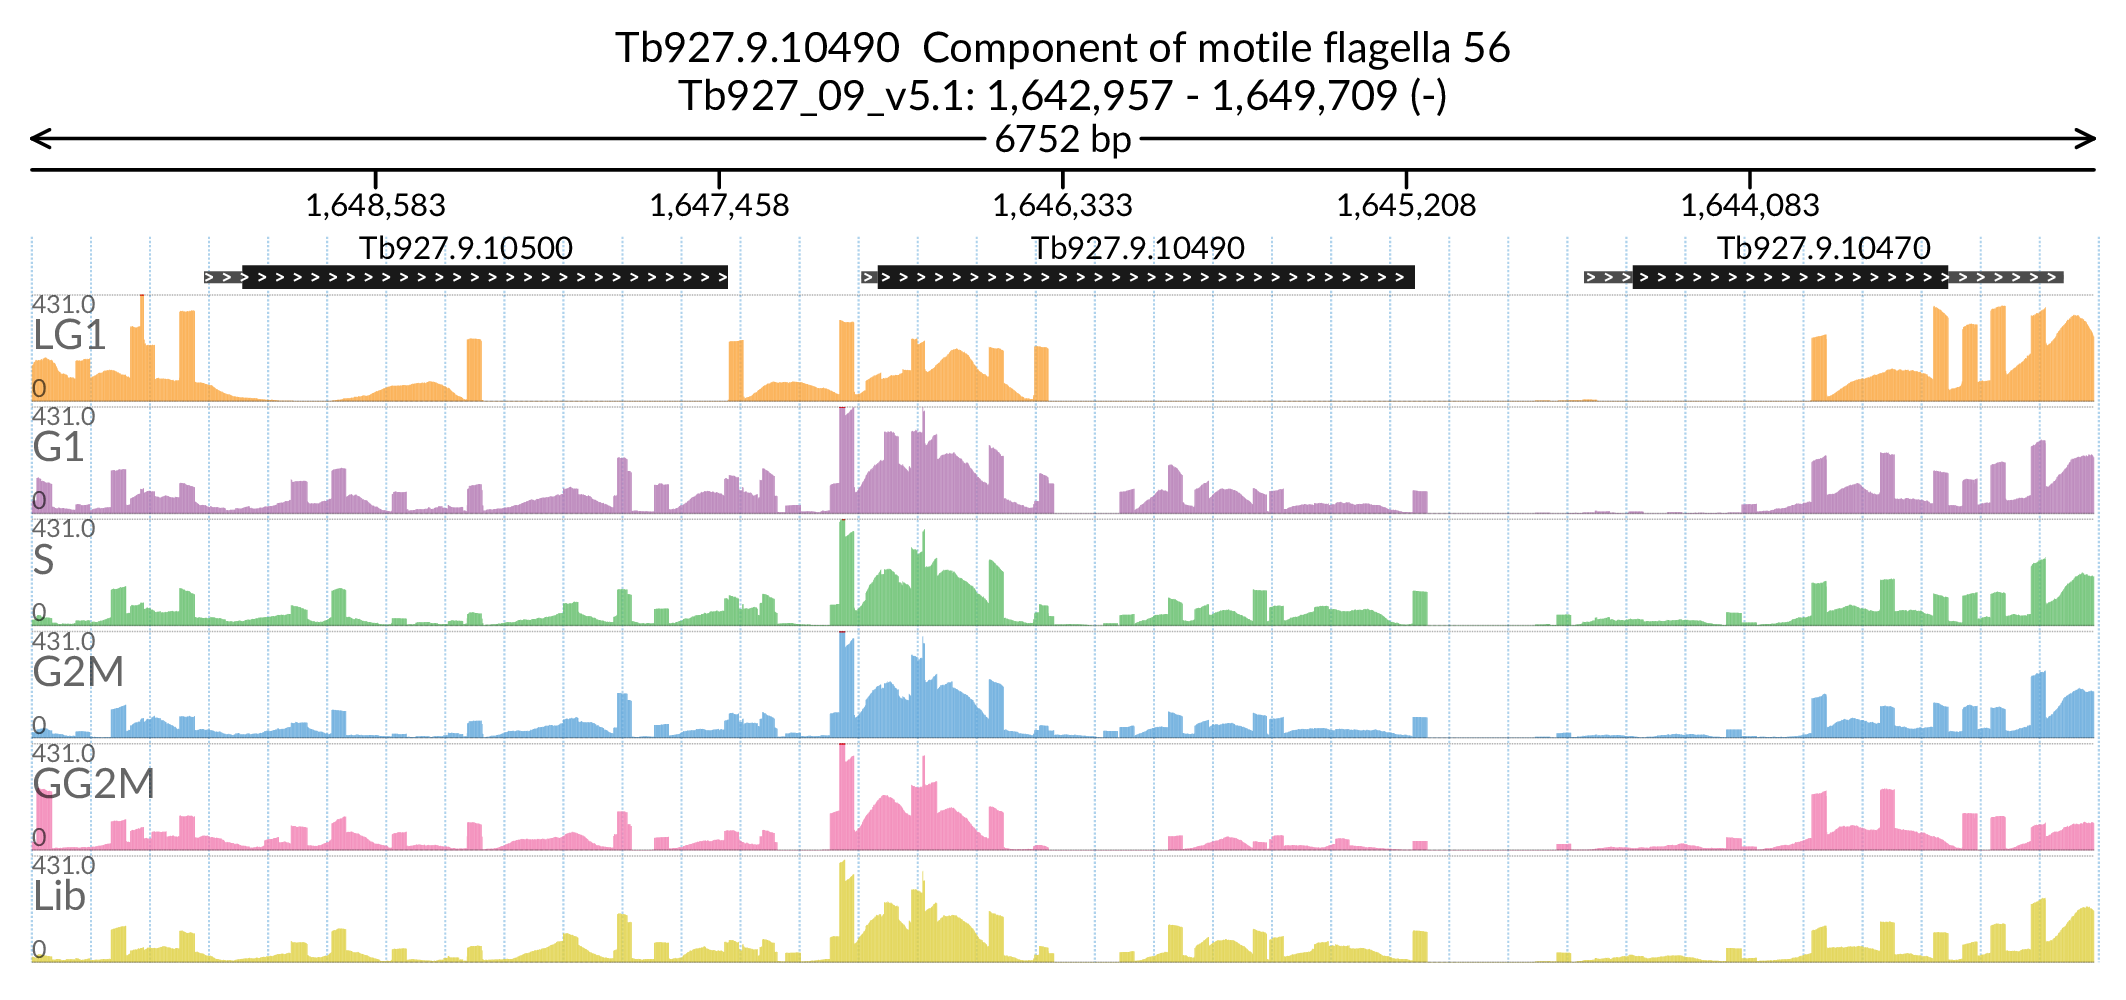 Tb927.9.10490  Component of motile flagella 56
Tb927_09_v5.1: 1,642,957 - 1,649,709 (-)
6752 bp
1,648,583 1,647,458 1,646,333 1,645,208 1,644,083
Tb927.9.10500 Tb927.9.10490 Tb927.9.10470
431.0
LG1
0
431.0
G1
0
431.0
S
0
431.0
G2M
0
431.0
GG2M
0
431.0
Lib
0